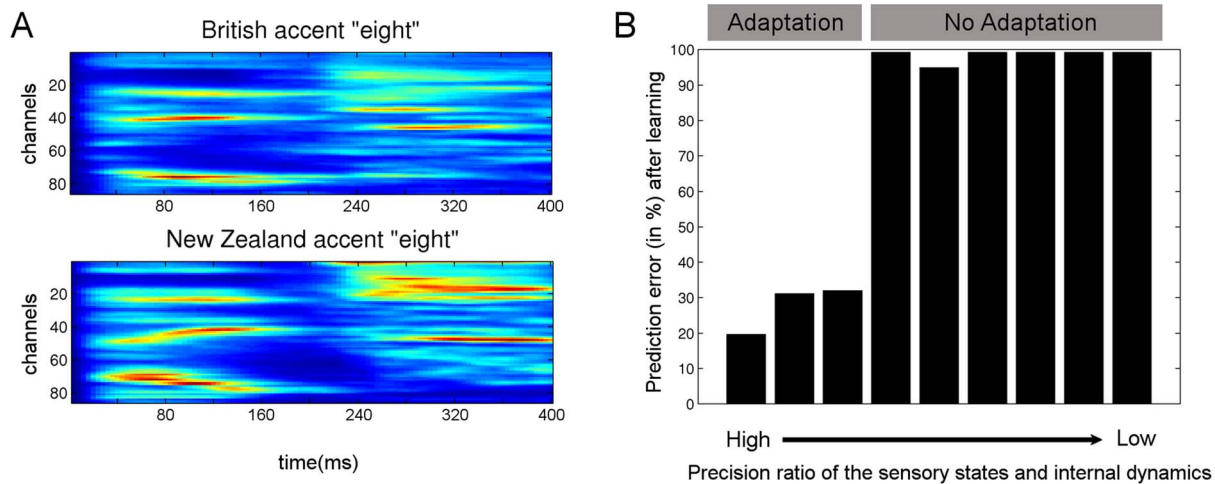 A
British accent "eight"
channels
20
40
60
80
80 160 240 320 400
New Zealand accent "eight"
channels
20
40
60
80
80 160 240 320 400
time(ms)
B
Adaptation No Adaptation
Prediction error (in %) after learning
100
90
80
70
60
50
40
30
20
10
0
High Low
Precision ratio of the sensory states and internal dynamics